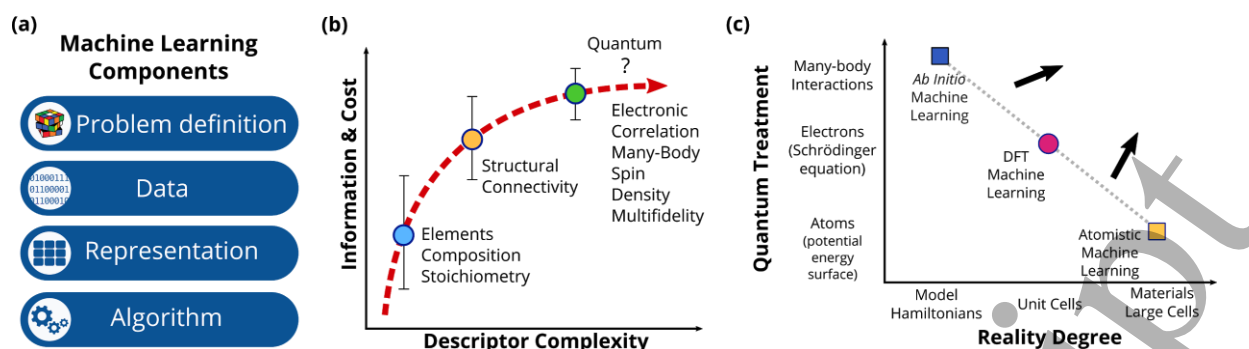 (a)
Machine Learning
Components
Problem definition
01000111
01100001
01100010
Data
Representation
Algorithm
(b)
Information & Cost
Quantum
?
Electronic
Correlation
Many-Body
Spin
Density
Multifidelity
Structural
Connectivity
Elements
Composition
Stoichiometry
Descriptor Complexity
(c)
Quantum Treatment
Many-body
Interactions
Electrons
(Schrödinger
equation)
Atoms
(potential
energy
surface)
Ab Initio
Machine
Learning
DFT
Machine
Learning
Atomistic
Machine
Learning
Model
Hamiltonians
Unit Cells
Materials
Large Cells
Reality Degree
ipt